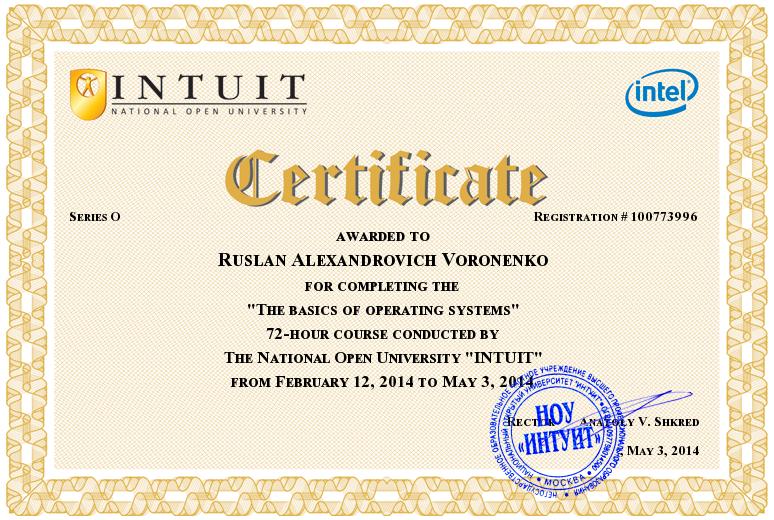 INTUIT
NATIONAL OPEN UNIVERSITY
intel
Certificate
SERIES O
REGISTRATION # 100773996
AWARDED TO
RUSLAN ALEXANDROVICH VORONENKO
FOR COMPLETING THE
"THE BASICS OF OPERATING SYSTEMS"
72-HOUR COURSE CONDUCTED BY
THE NATIONAL OPEN UNIVERSITY "INTUIT"
FROM FEBRUARY 12, 2014 TO MAY 3, 2014
RECTOR ANATOLY V. SHKRED
MAY 3, 2014
НОУ
«ИНТУИТ»
НЕГОСУДАРСТВЕННОЕ ОБРАЗОВАТЕЛЬНОЕ УЧРЕЖДЕНИЕ ВЫСШЕГО ПРОФЕССИОНАЛЬНОГО ОБРАЗОВАНИЯ
НАЦИОНАЛЬНЫЙ ОТКРЫТЫЙ УНИВЕРСИТЕТ "ИНТУИТ"
МОСКВА